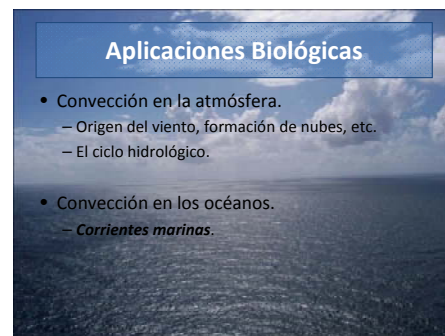 Aplicaciones Biológicas
• Convección en la atmósfera.
– Origen del viento, formación de nubes, etc.
– El ciclo hidrológico.
• Convección en los océanos.
– Corrientes marinas.